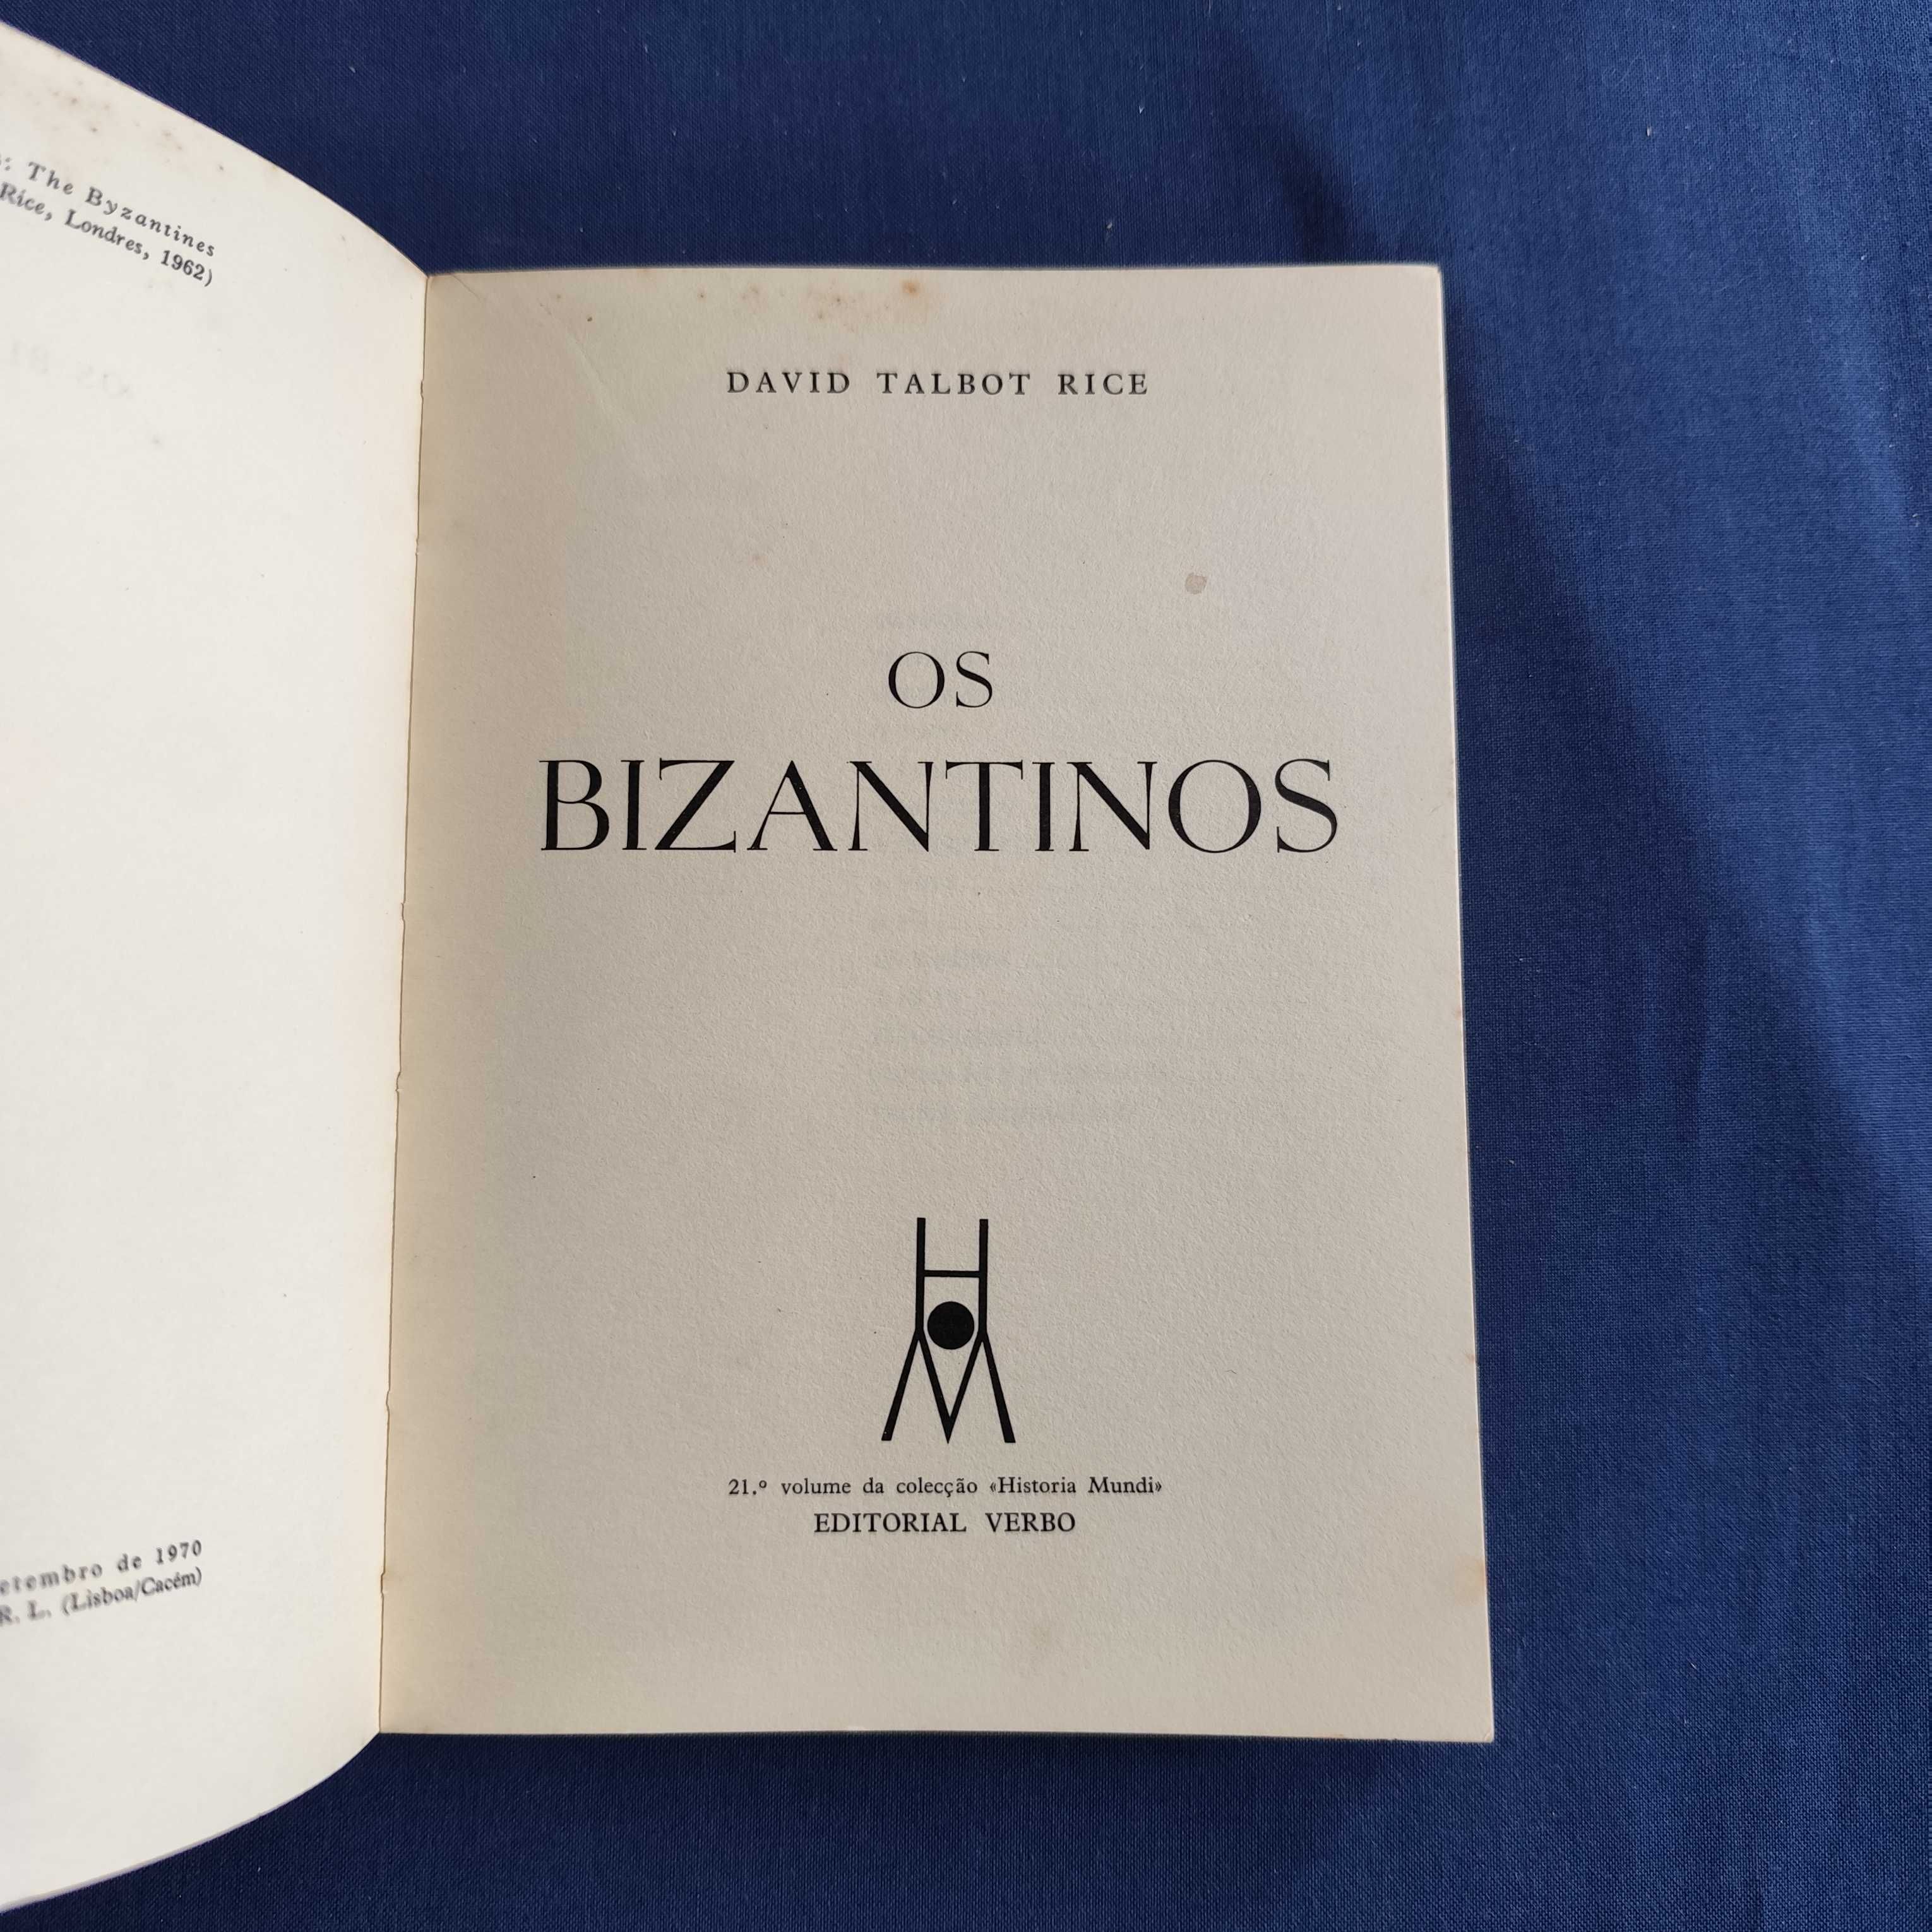 The Byzantines
Rice, Londres, 1962)
de 1970
R. L. (Lisboa/Cacém)
DAVID TALBOT RICE
OS
BIZANTINOS
HM
21.º volume da colecção «Historia Mundi»
EDITORIAL VERBO